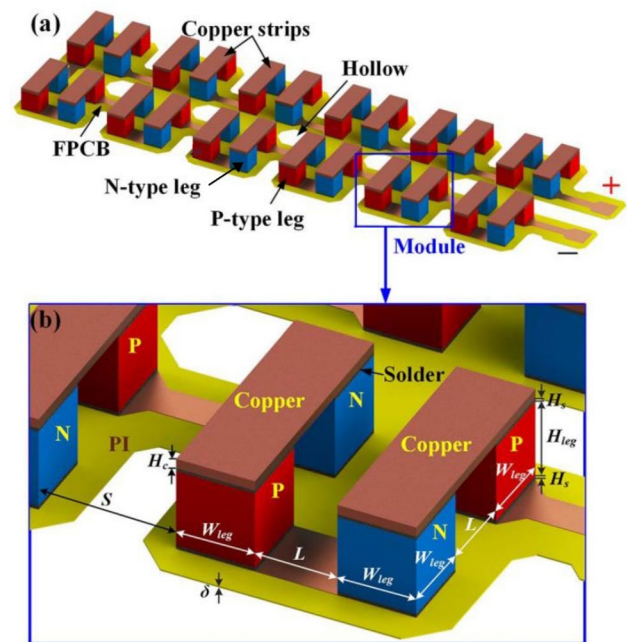 (a)
Copper strips
Hollow
FPCB
N-type leg
P-type leg
+
Module
−
(b)
P
Solder
Copper
N
Copper
Hs
N
PI
Hc
P
Hleg
P
Wleg
Hs
S
N
L
Wleg
L
Wleg
Wleg
δ